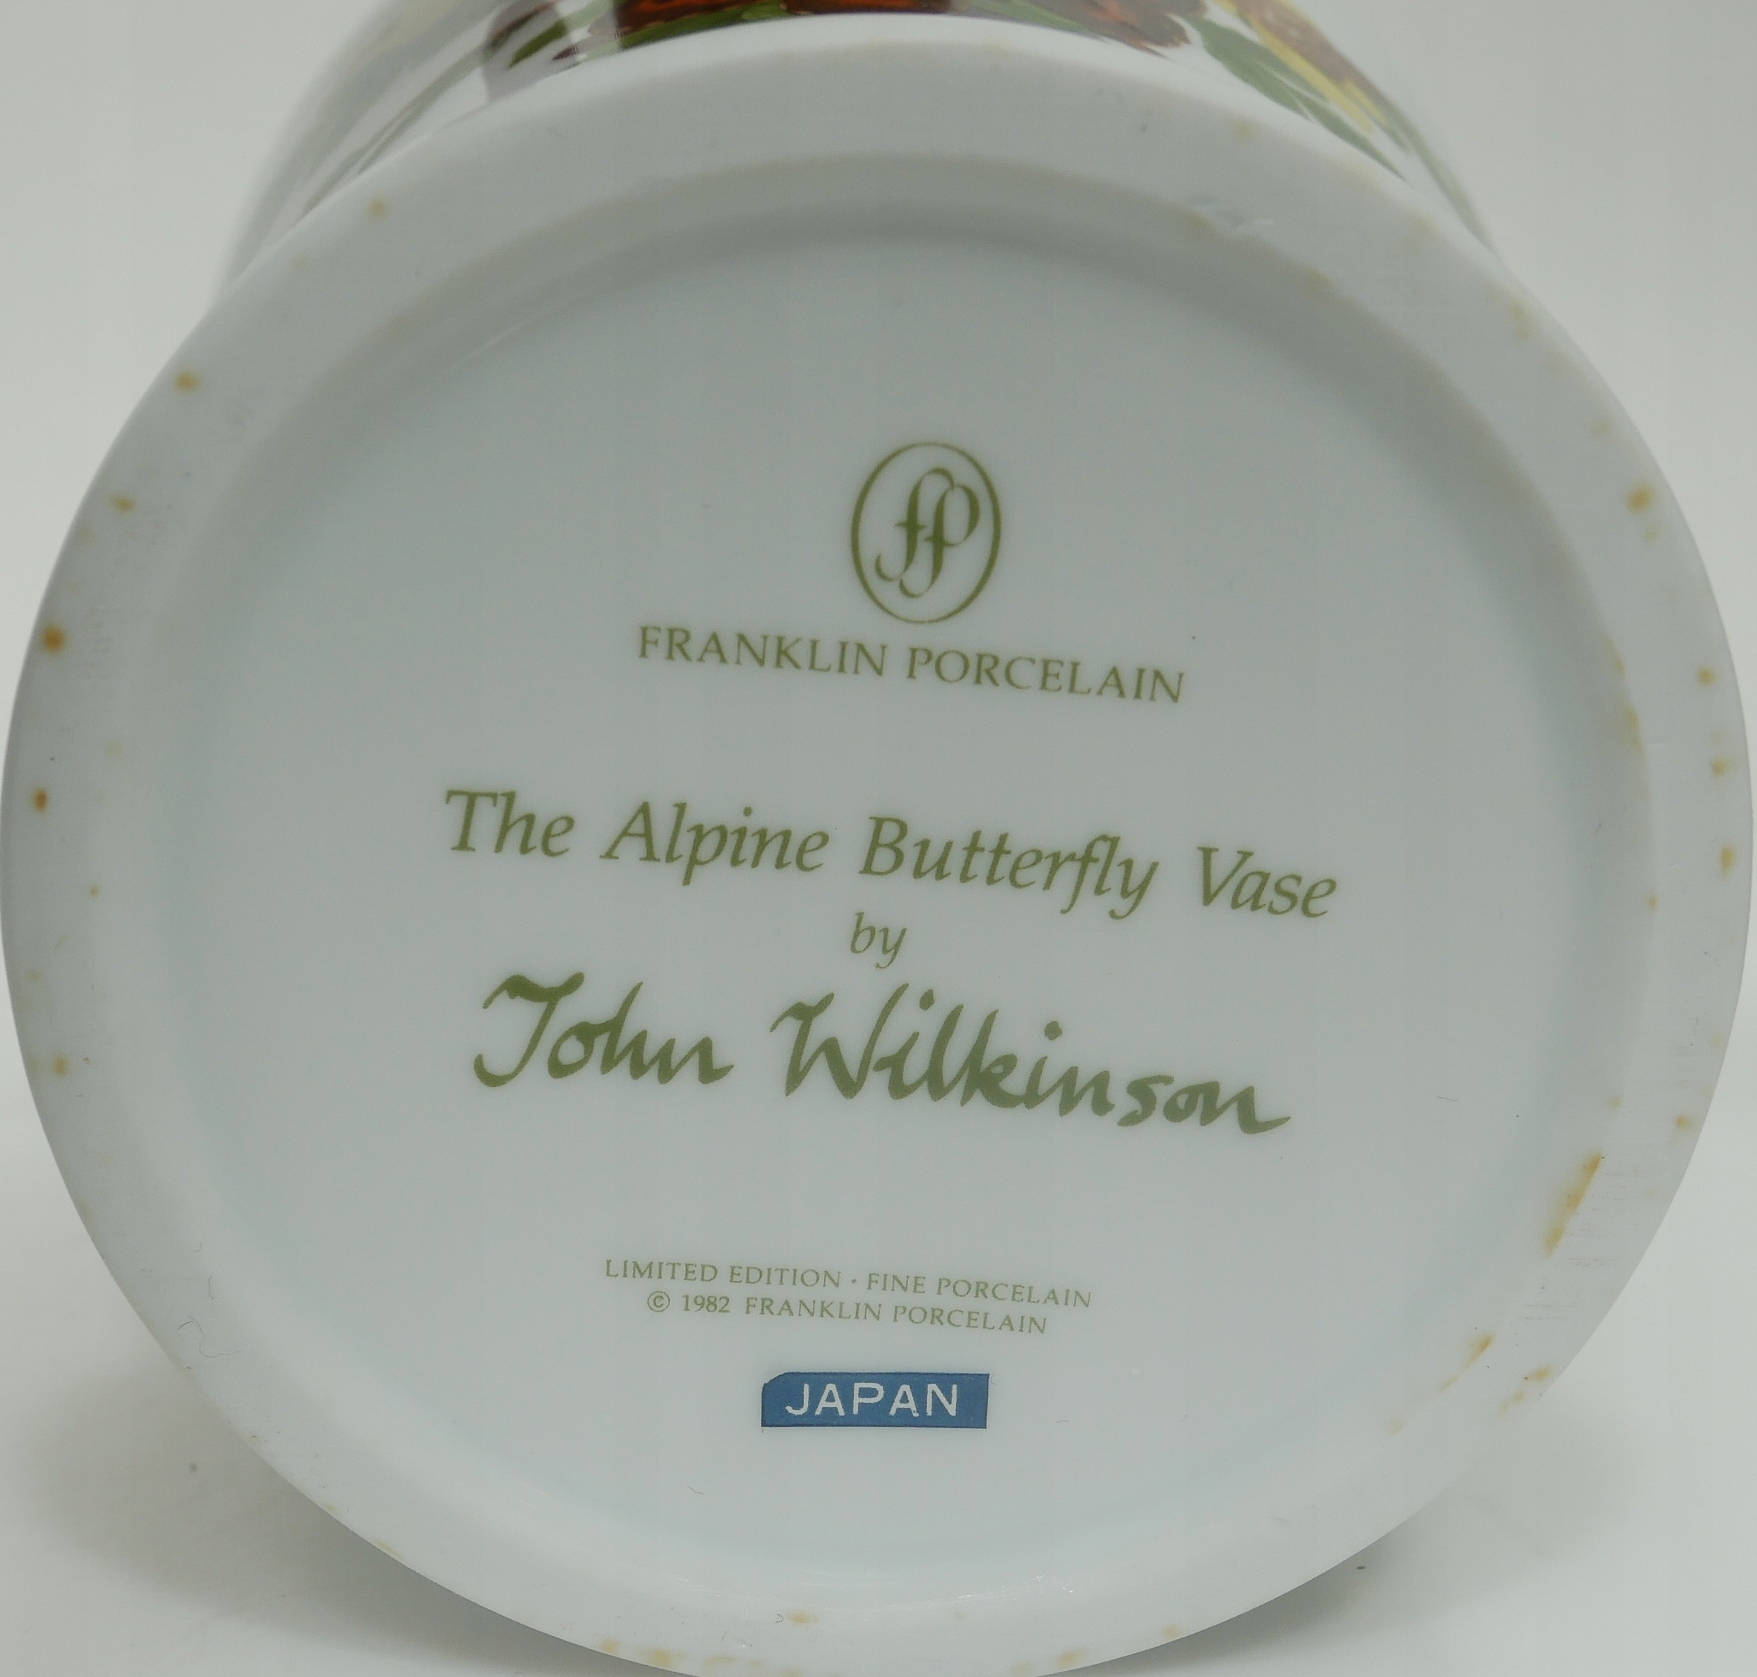 fp
FRANKLIN PORCELAIN
The Alpine Butterfly Vase
by
John Wilkinson
LIMITED EDITION · FINE PORCELAIN
© 1982 FRANKLIN PORCELAIN
JAPAN